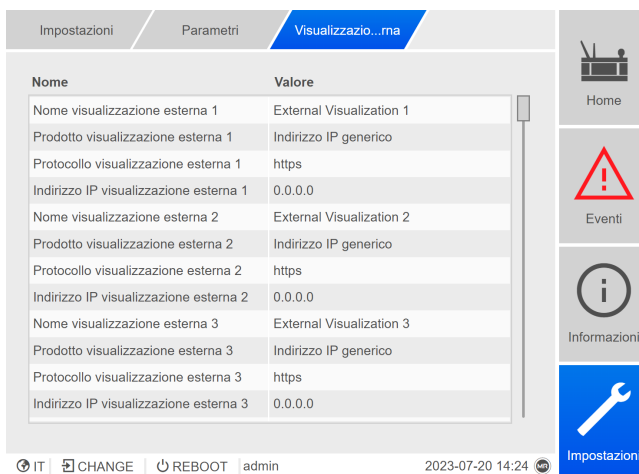 Impostazioni Parametri Visualizzazio...rna
Nome Valore
Nome visualizzazione esterna 1 External Visualization 1
Prodotto visualizzazione esterna 1 Indirizzo IP generico
Protocollo visualizzazione esterna 1 https
Indirizzo IP visualizzazione esterna 1 0.0.0.0
Nome visualizzazione esterna 2 External Visualization 2
Prodotto visualizzazione esterna 2 Indirizzo IP generico
Protocollo visualizzazione esterna 2 https
Indirizzo IP visualizzazione esterna 2 0.0.0.0
Nome visualizzazione esterna 3 External Visualization 3
Prodotto visualizzazione esterna 3 Indirizzo IP generico
Protocollo visualizzazione esterna 3 https
Indirizzo IP visualizzazione esterna 3 0.0.0.0
Home
Eventi
Informazioni
Impostazion
IT CHANGE REBOOT admin 2023-07-20 14:24 MR